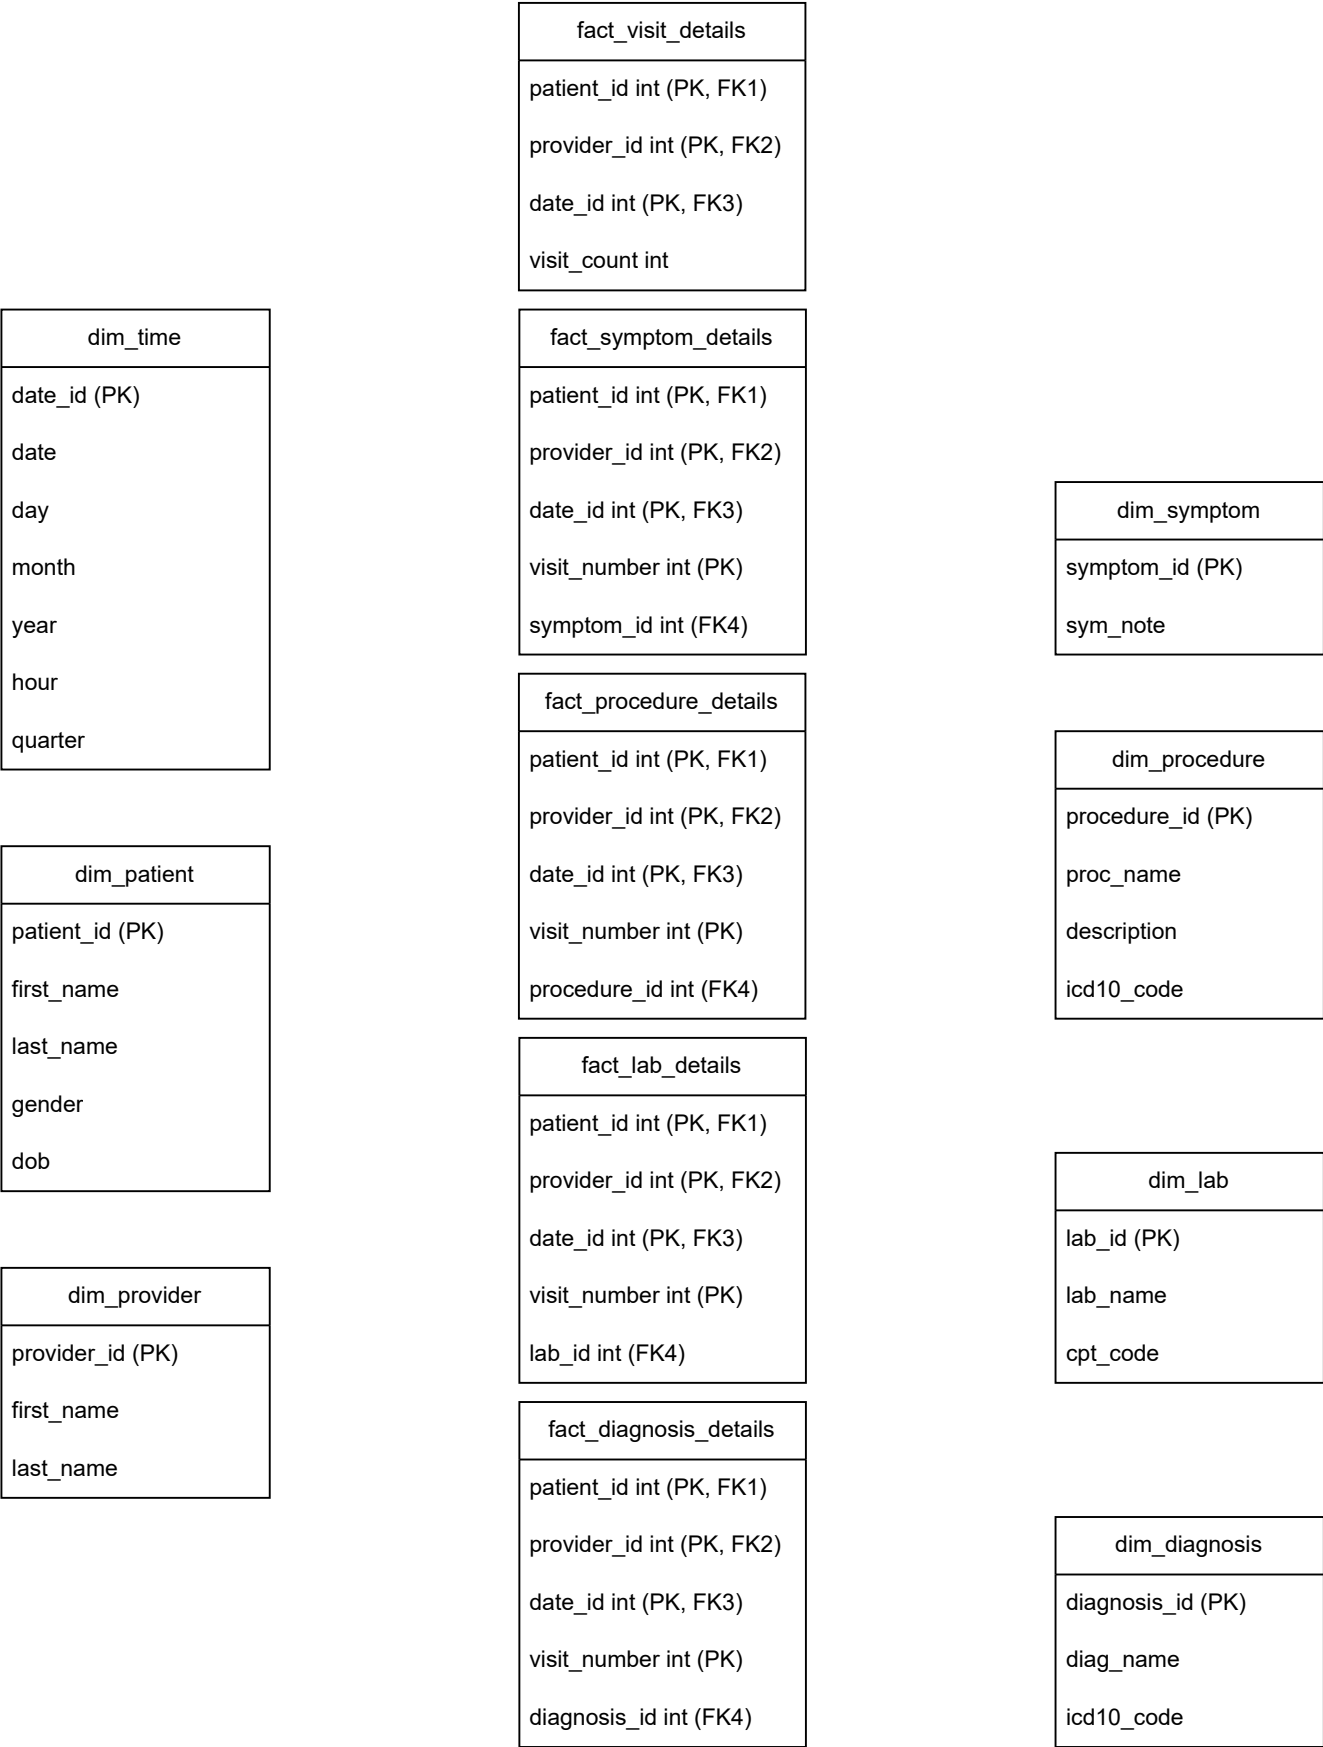 fact_visit_details
patient_id int (PK, FK1)
provider_id int (PK, FK2)
date_id int (PK, FK3)
visit_count int
dim_time
date_id (PK)
date
day
month
year
hour
quarter
dim_patient
patient_id (PK)
first_name
last_name
gender
dob
dim_provider
provider_id (PK)
first_name
last_name
fact_symptom_details
patient_id int (PK, FK1)
provider_id int (PK, FK2)
date_id int (PK, FK3)
visit_number int (PK)
symptom_id int (FK4)
fact_procedure_details
patient_id int (PK, FK1)
provider_id int (PK, FK2)
date_id int (PK, FK3)
visit_number int (PK)
procedure_id int (FK4)
fact_lab_details
patient_id int (PK, FK1)
provider_id int (PK, FK2)
date_id int (PK, FK3)
visit_number int (PK)
lab_id int (FK4)
fact_diagnosis_details
patient_id int (PK, FK1)
provider_id int (PK, FK2)
date_id int (PK, FK3)
visit_number int (PK)
diagnosis_id int (FK4)
dim_symptom
symptom_id (PK)
sym_note
dim_procedure
procedure_id (PK)
proc_name
description
icd10_code
dim_lab
lab_id (PK)
lab_name
cpt_code
dim_diagnosis
diagnosis_id (PK)
diag_name
icd10_code